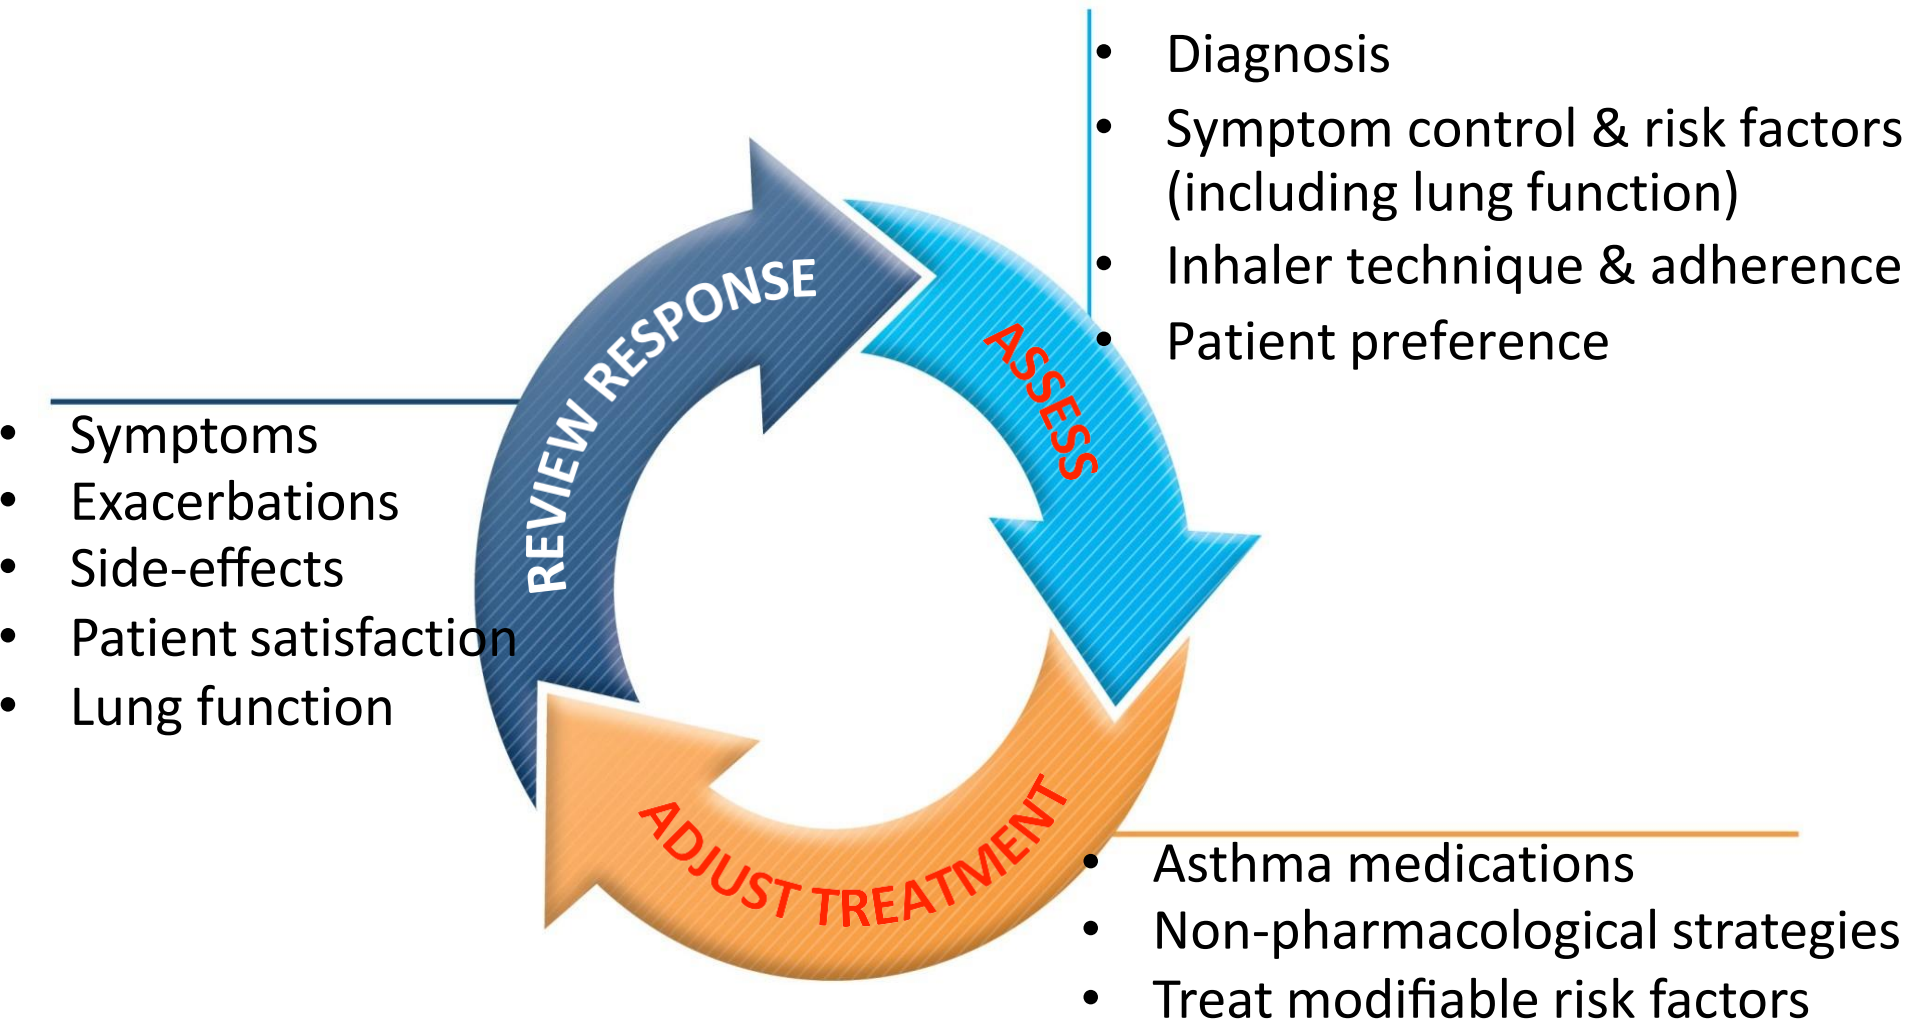 • Diagnosis
• Symptom control & risk factors
(including lung function)
• Inhaler technique & adherence
• Patient preference
REVIEW RESPONSE
ASSESS
• Symptoms
• Exacerbations
• Side-effects
• Patient satisfaction
• Lung function
ADJUST TREATMENT
• Asthma medications
• Non-pharmacological strategies
• Treat modifiable risk factors